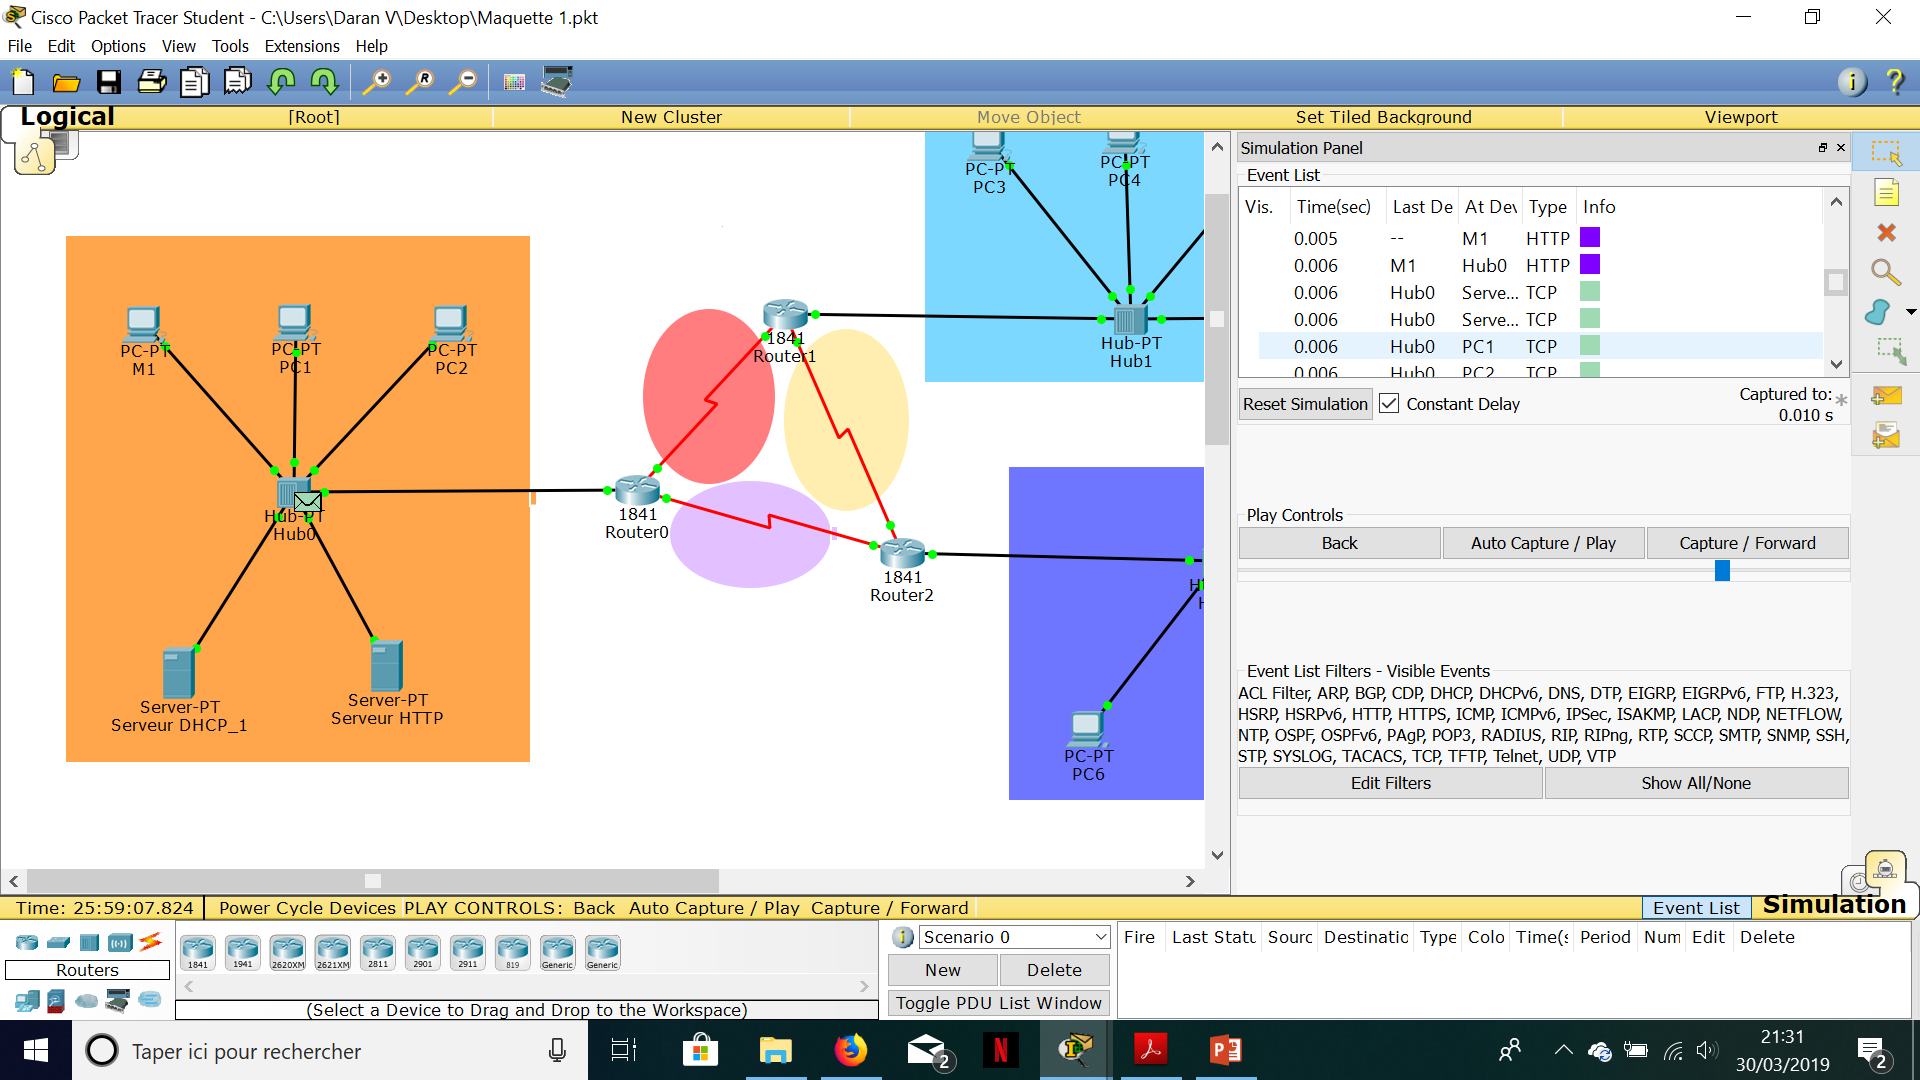 Cisco Packet Tracer Student - C:\Users\Daran V\Desktop\Maquette 1.pkt
File Edit Options View Tools Extensions Help
Logical [Root] New Cluster Move Object Set Tiled Background Viewport
PC-PT
PC3
PC-PT
PC4
PC-PT
M1
PC-PT
PC1
PC-PT
PC2
1841
Router1
Hub-PT
Hub1
Hub-PT
Hub0
1841
Router0
1841
Router2
Server-PT
Serveur DHCP_1
Server-PT
Serveur HTTP
PC-PT
PC6
Simulation Panel
Event List
Vis. Time(sec) Last De At Dev Type Info
0.005 -- M1 HTTP
0.006 M1 Hub0 HTTP
0.006 Hub0 Serve... TCP
0.006 Hub0 Serve... TCP
0.006 Hub0 PC1 TCP
0.006 Hub0 PC2 TCP
Reset Simulation Constant Delay Captured to: *
0.010 s
Play Controls
Back Auto Capture / Play Capture / Forward
Event List Filters - Visible Events
ACL Filter, ARP, BGP, CDP, DHCP, DHCPv6, DNS, DTP, EIGRP, EIGRPv6, FTP, H.323,
HSRP, HSRPv6, HTTP, HTTPS, ICMP, ICMPv6, IPSec, ISAKMP, LACP, NDP, NETFLOW,
NTP, OSPF, OSPFv6, PAgP, POP3, RADIUS, RIP, RIPng, RTP, SCCP, SMTP, SNMP, SSH,
STP, SYSLOG, TACACS, TCP, TFTP, Telnet, UDP, VTP
Edit Filters Show All/None
Time: 25:59:07.824 Power Cycle Devices PLAY CONTROLS: Back Auto Capture / Play Capture / Forward Event List Simulation
Routers
1841 1941 2620XM 2621XM 2811 2901 2911 819 Generic Generic
(Select a Device to Drag and Drop to the Workspace)
Scenario 0
New Delete
Toggle PDU List Window
Fire Last Statu Sourc Destinatio Type Colo Time(s Period Num Edit Delete
Taper ici pour rechercher
2
21:31
30/03/2019
2